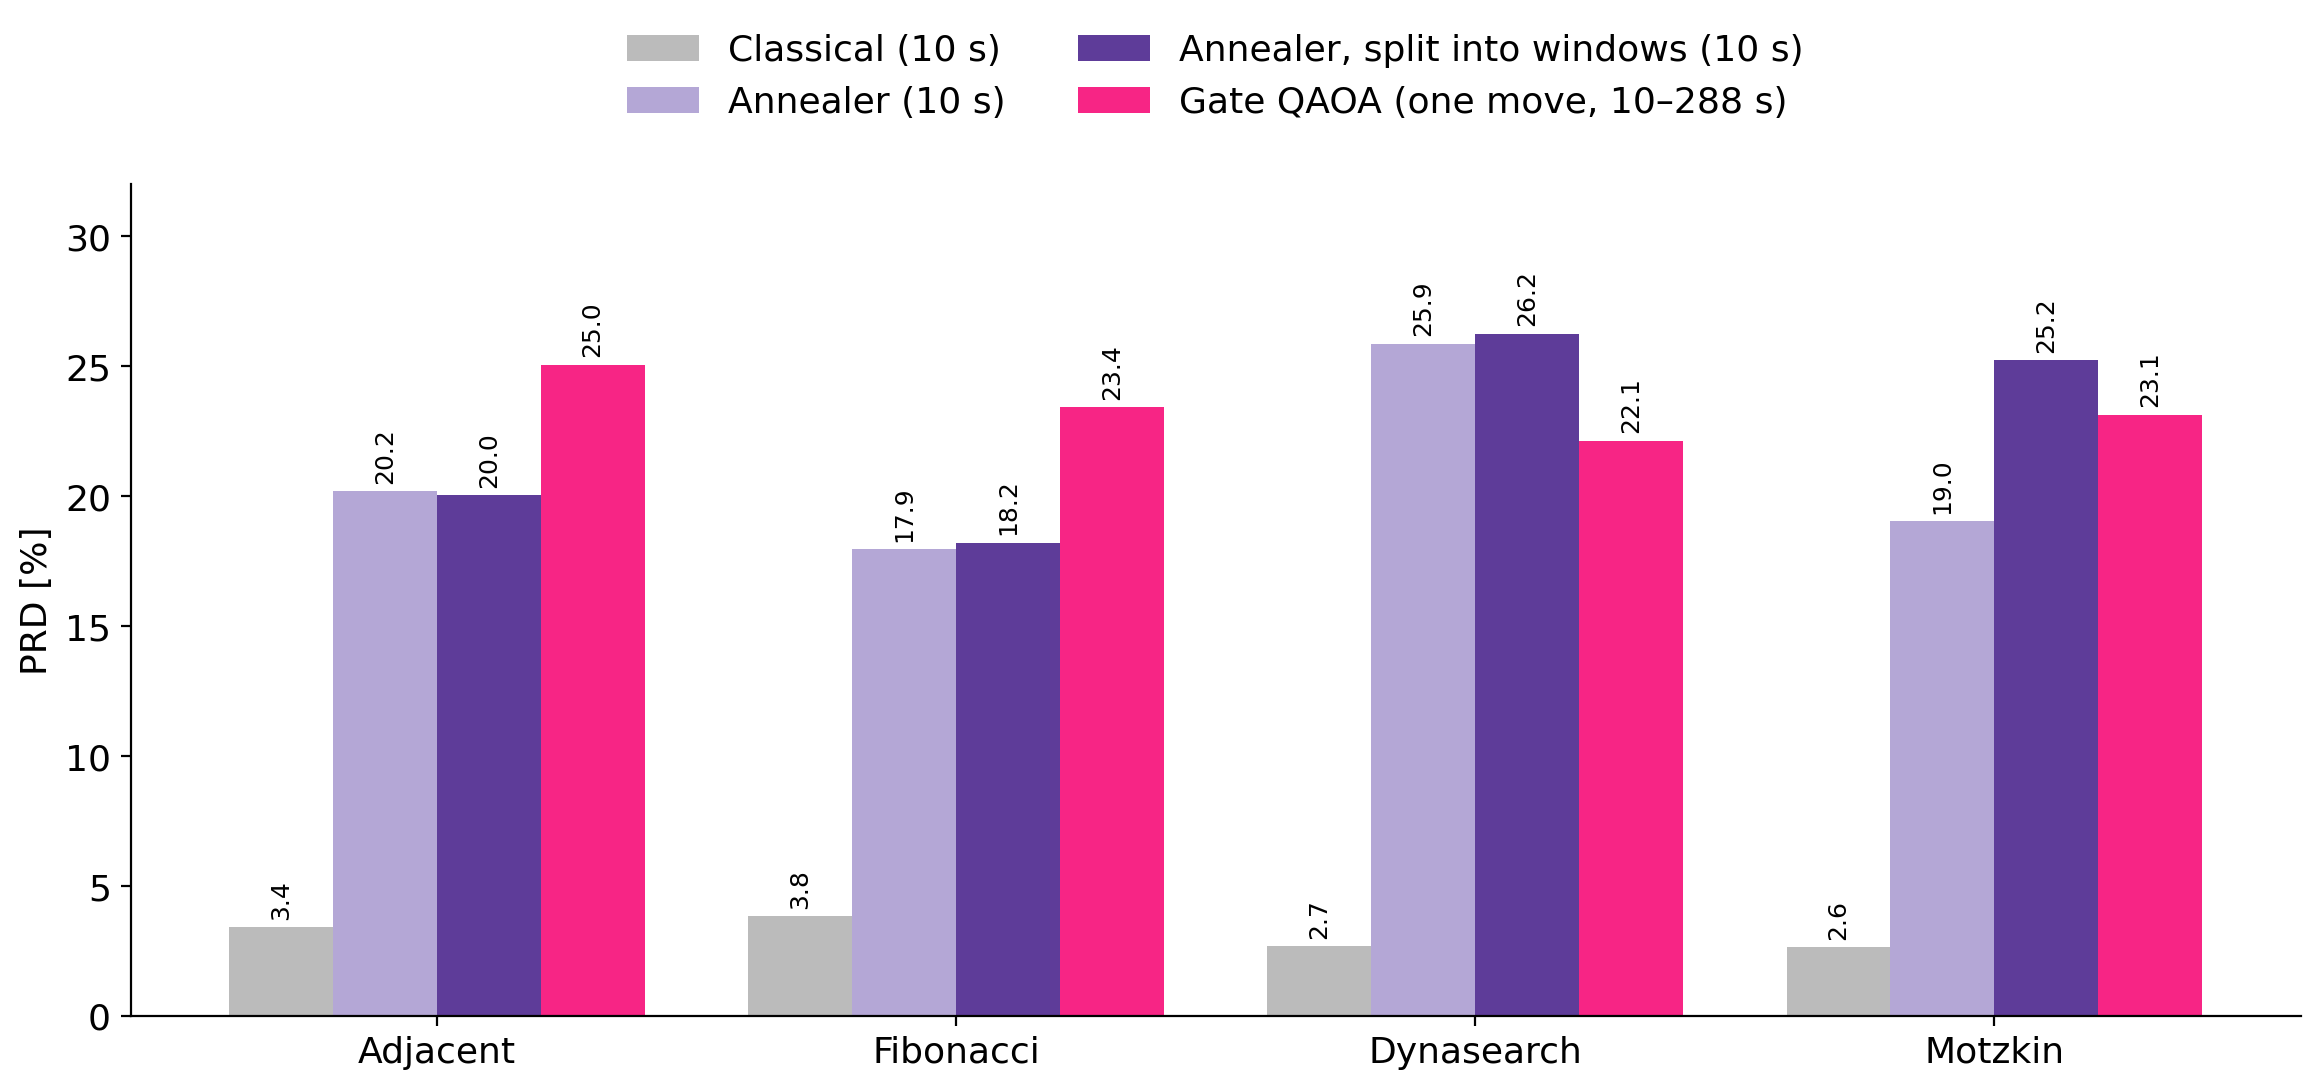 Classical (10 s)
Annealer (10 s)
Annealer, split into windows (10 s)
Gate QAOA (one move, 10–288 s)
PRD [%]
30
25
20
15
10
5
0
3.4
20.2
20.0
25.0
3.8
17.9
18.2
23.4
2.7
25.9
26.2
22.1
2.6
19.0
25.2
23.1
Adjacent
Fibonacci
Dynasearch
Motzkin